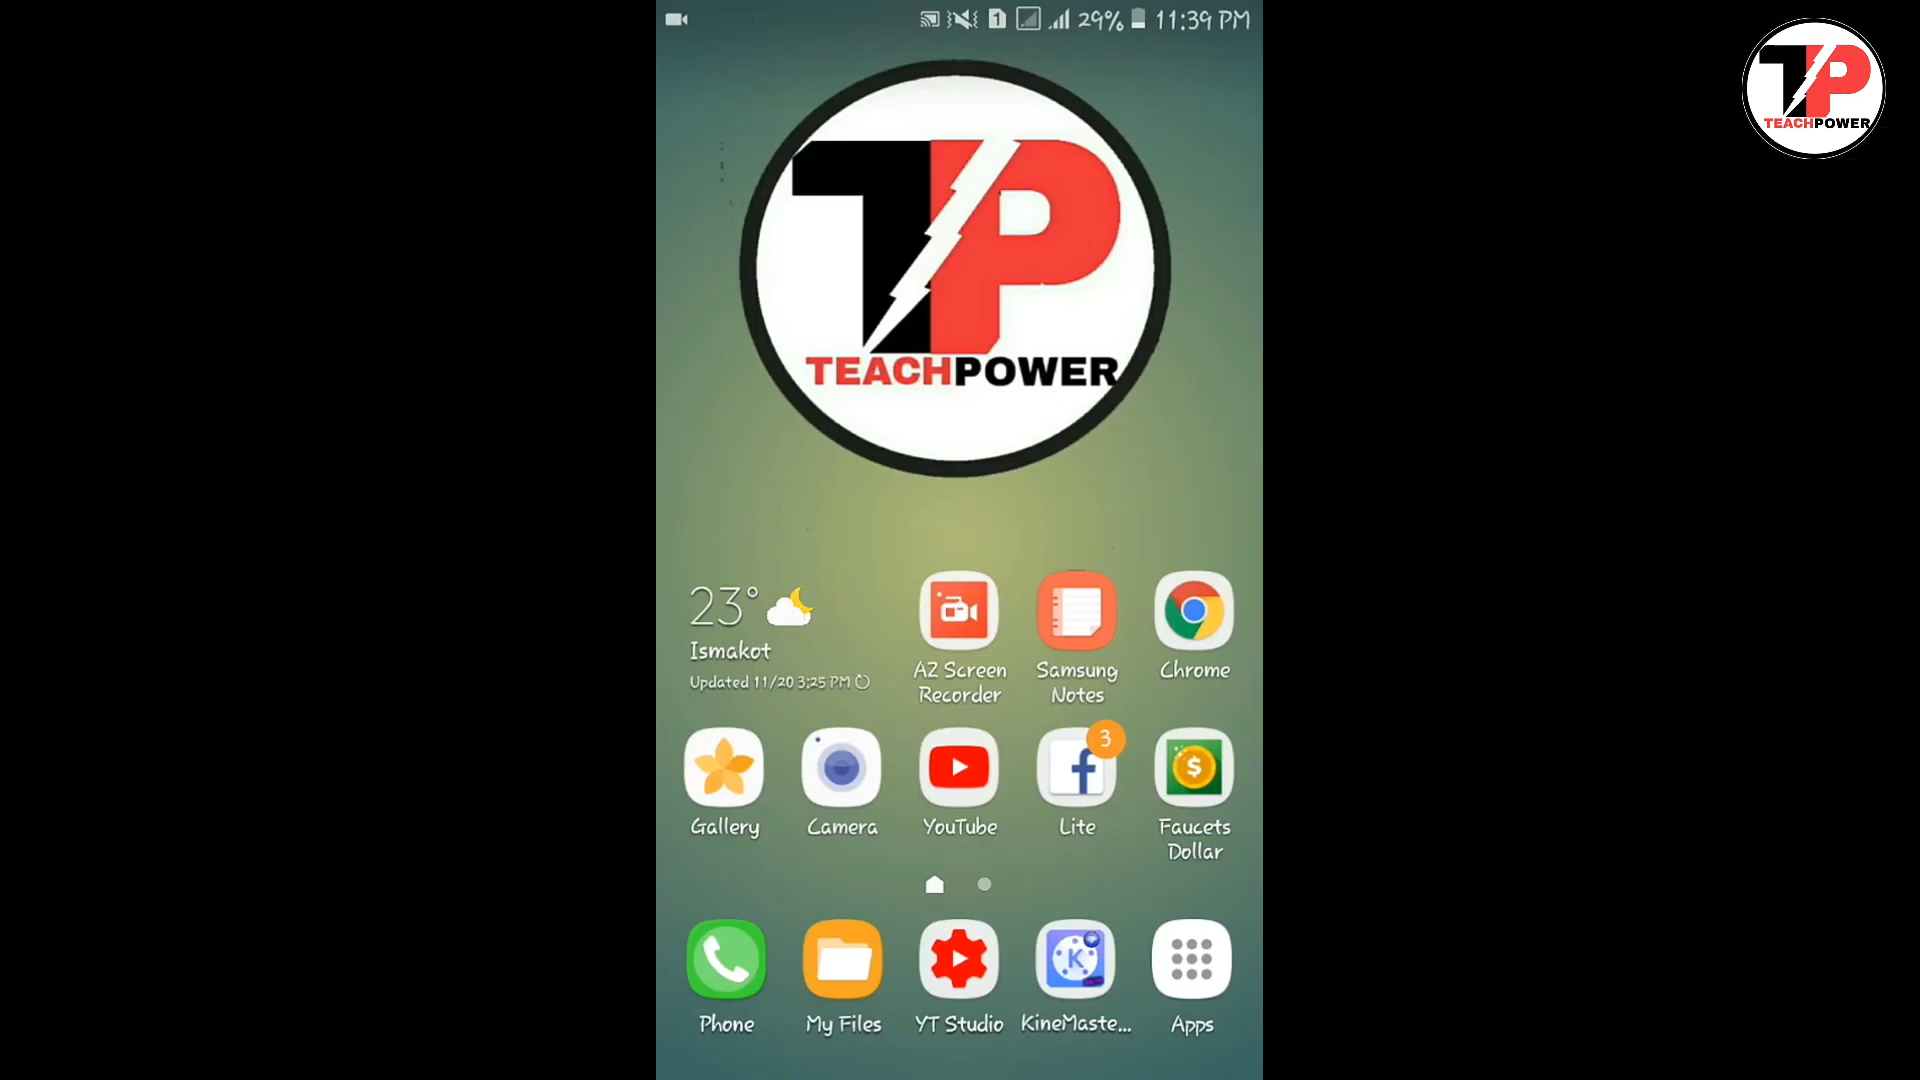 1 29% 11:39 PM
TP
TEACHPOWER
TP
TEACHPOWER
23°
Ismakot
Updated 11/20 3:25 PM
AZ Screen
Recorder
Samsung
Notes
Chrome
3
Gallery
Camera
YouTube
Lite
Faucets
Dollar
Phone
My Files
YT Studio
KineMaste...
Apps